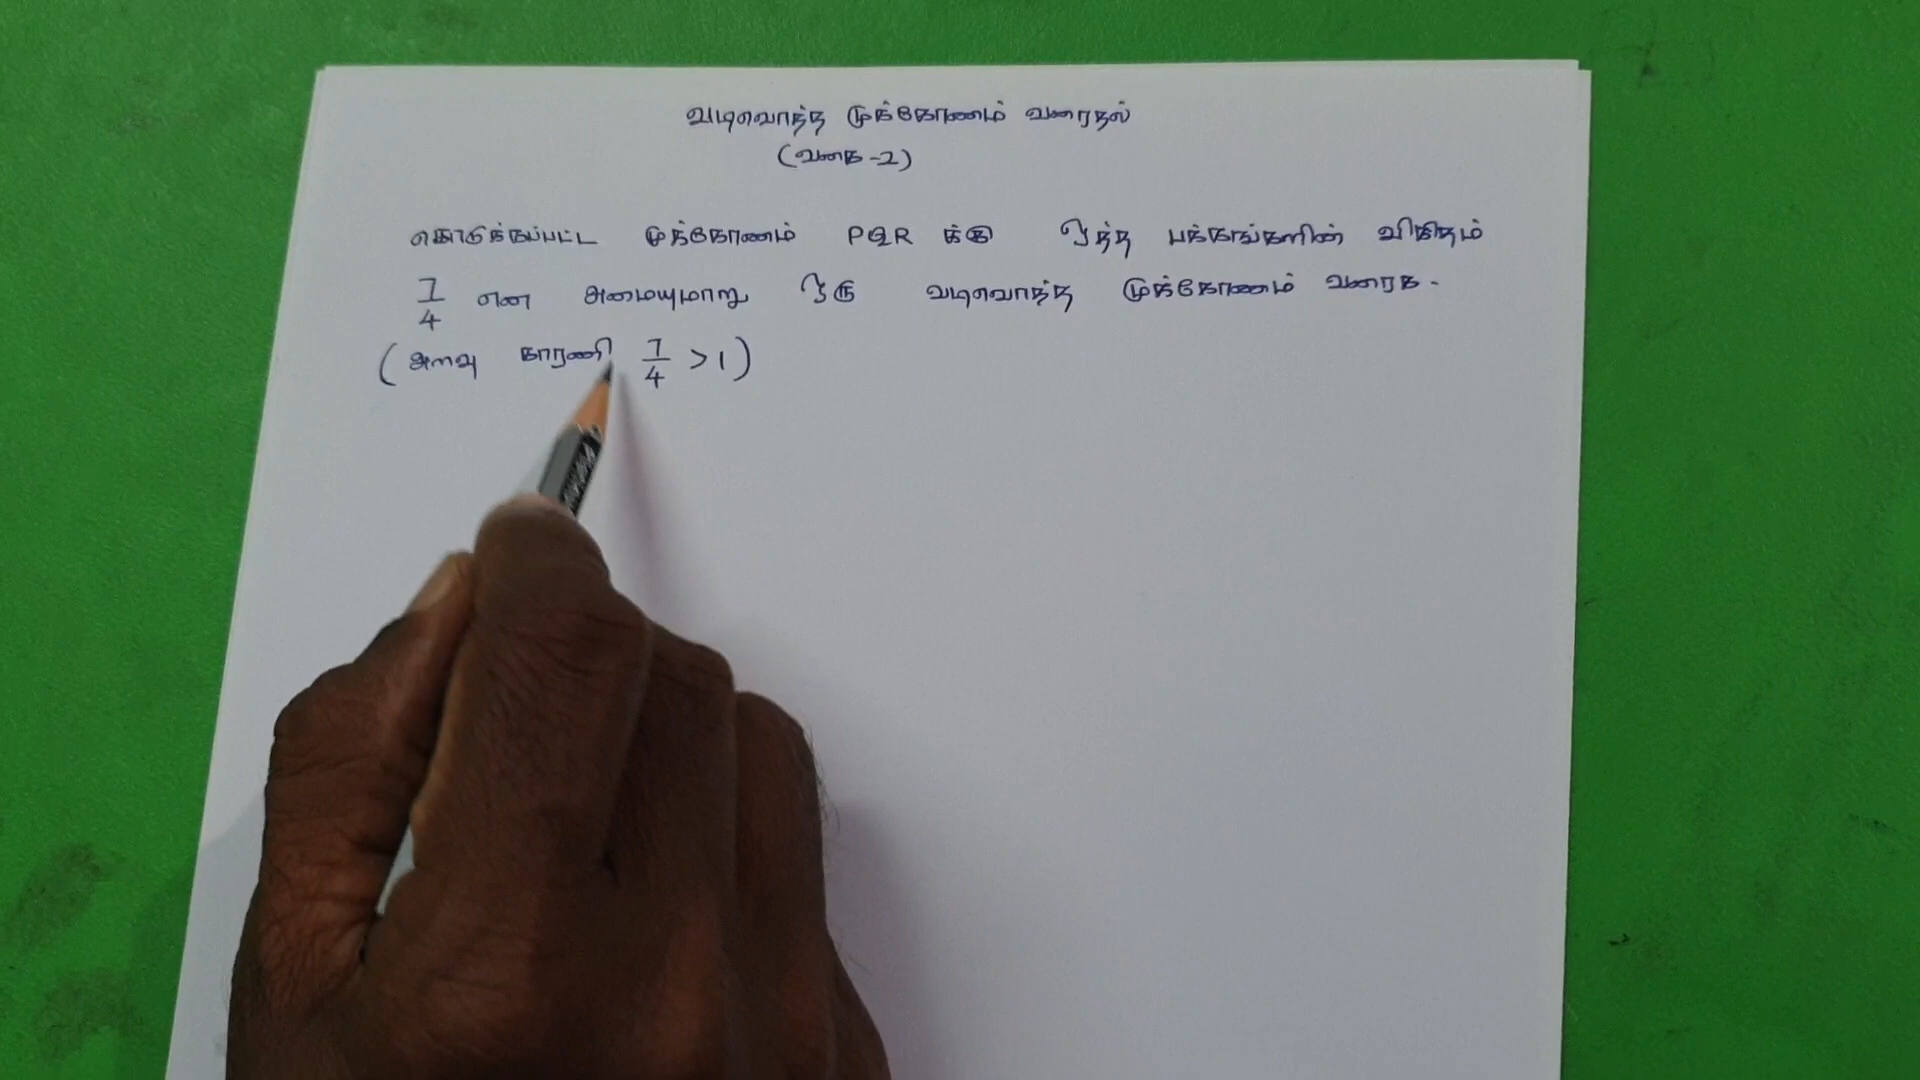 வடிவொத்த முக்கோணம் வரைதல்
(வகை -2)
கொடுக்கப்பட்ட முக்கோணம் PQR க்கு ஒத்த பக்கங்களின் விகிதம்
7/4 என அமையுமாறு ஒரு வடிவொத்த முக்கோணம் வரைக.
(அளவு காரணி 7/4 > 1)